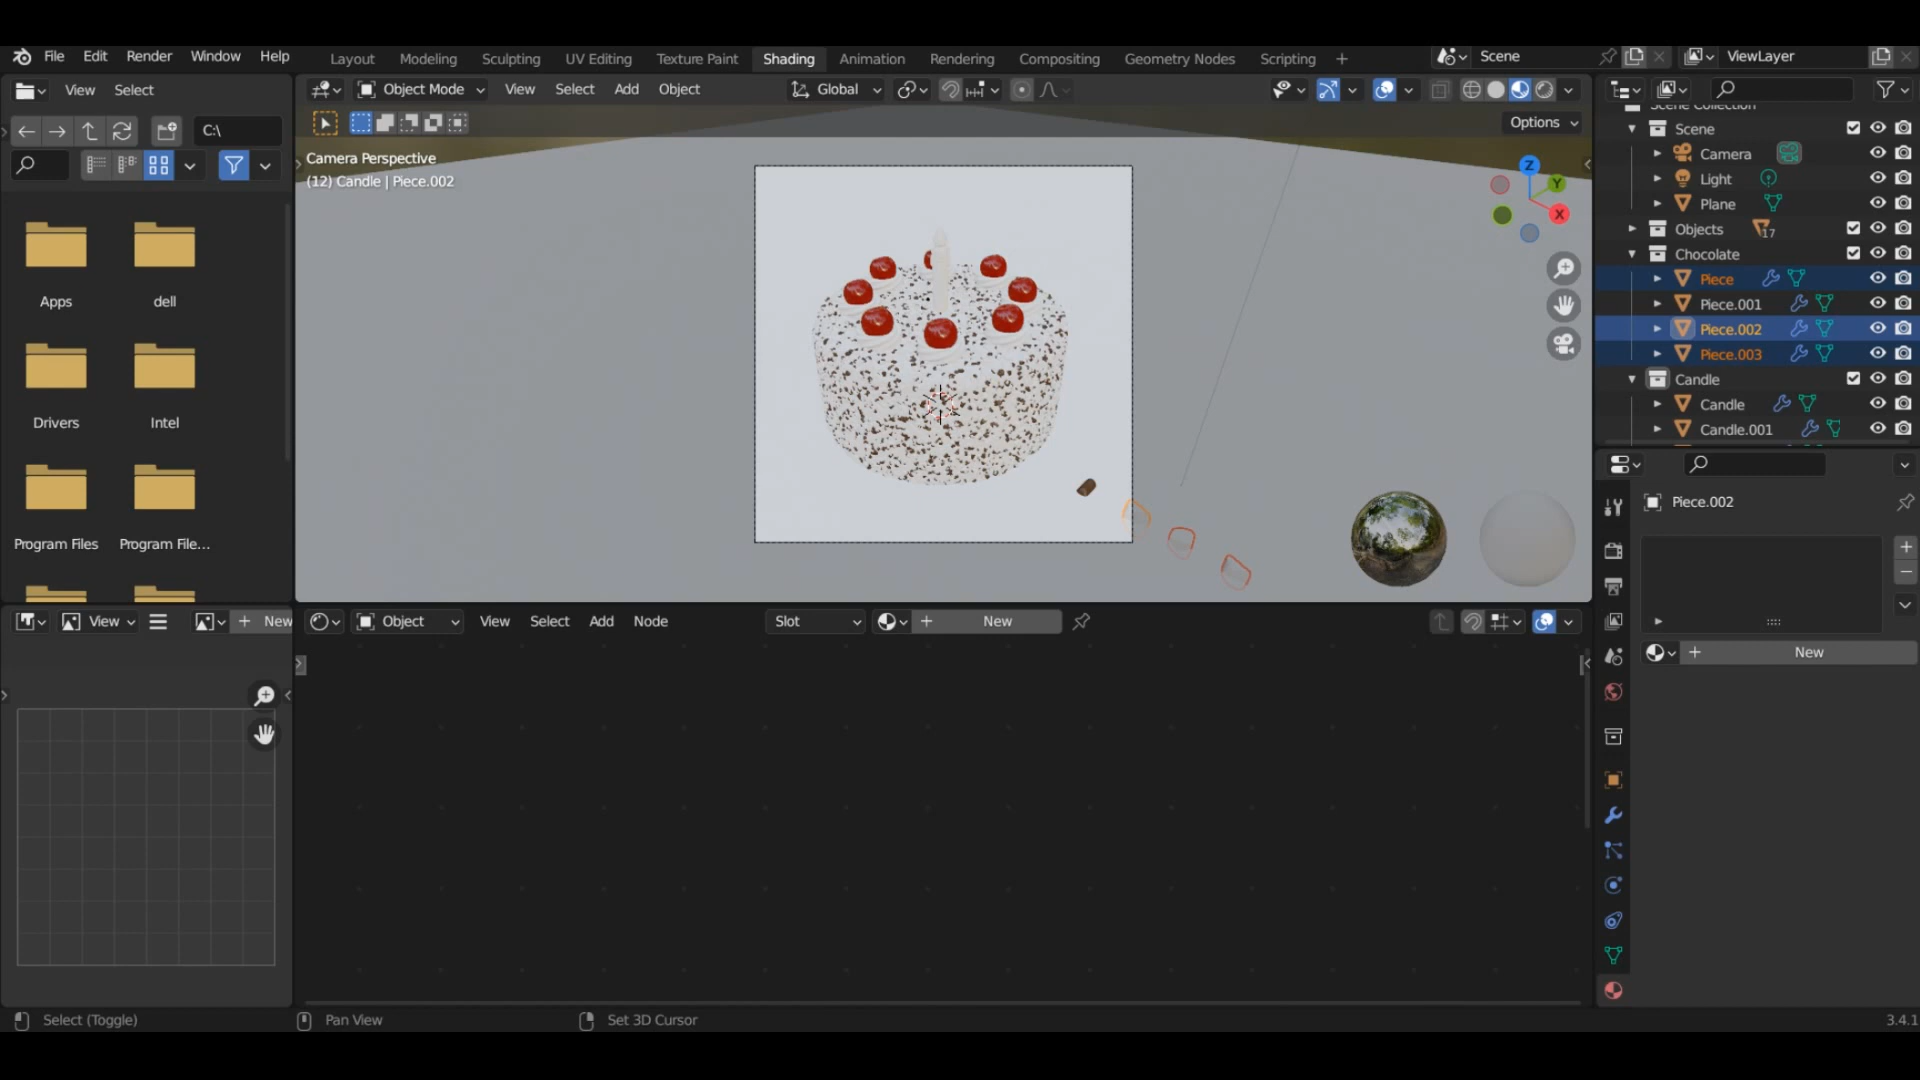 File Edit Render Window Help
Layout Modeling Sculpting UV Editing Texture Paint Shading Animation Rendering Compositing Geometry Nodes Scripting +
Scene ViewLayer
View Select
Object Mode View Select Add Object Global
C:\
Options
Camera Perspective
(12) Candle | Piece.002
Z
Y
X
Apps dell
Drivers Intel
Program Files Program File...
Scene Collection
Scene
Camera
Light
Plane
Objects 17
Chocolate
Piece
Piece.001
Piece.002
Piece.003
Candle
Candle
Candle.001
Piece.002
New
View New
Object View Select Add Node Slot New
Select (Toggle) Pan View Set 3D Cursor 3.4.1